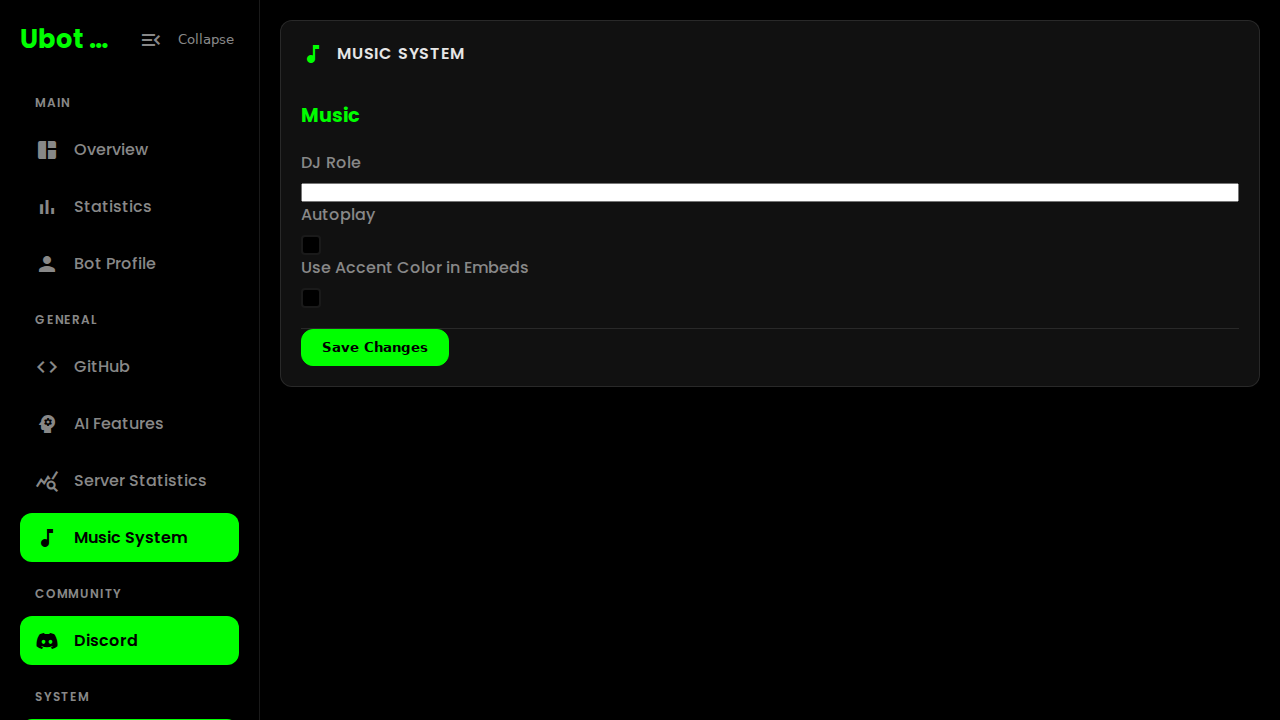 Ubot ...
Collapse
MAIN
Overview
Statistics
Bot Profile
GENERAL
GitHub
AI Features
Server Statistics
Music System
COMMUNITY
Discord
SYSTEM
MUSIC SYSTEM
Music
DJ Role
Autoplay
Use Accent Color in Embeds
Save Changes